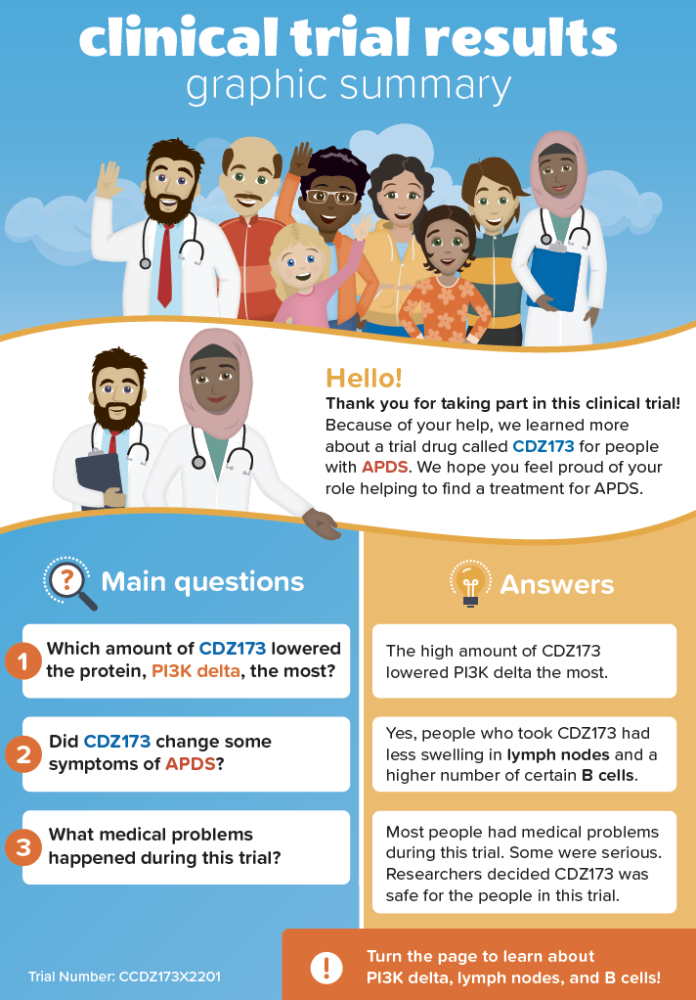 clinical trial results
graphic summary
Hello!
Thank you for taking part in this clinical trial!
Because of your help, we learned more
about a trial drug called CDZ173 for people
with APDS. We hope you feel proud of your
role helping to find a treatment for APDS.
? Main questions
1
Which amount of CDZ173 lowered
the protein, PI3K delta, the most?
2
Did CDZ173 change some
symptoms of APDS?
3
What medical problems
happened during this trial?
Answers
The high amount of CDZ173
lowered PI3K delta the most.
Yes, people who took CDZ173 had
less swelling in lymph nodes and a
higher number of certain B cells.
Most people had medical problems
during this trial. Some were serious.
Researchers decided CDZ173 was
safe for the people in this trial.
Trial Number: CCDZ173X2201
!
Turn the page to learn about
PI3K delta, lymph nodes, and B cells!